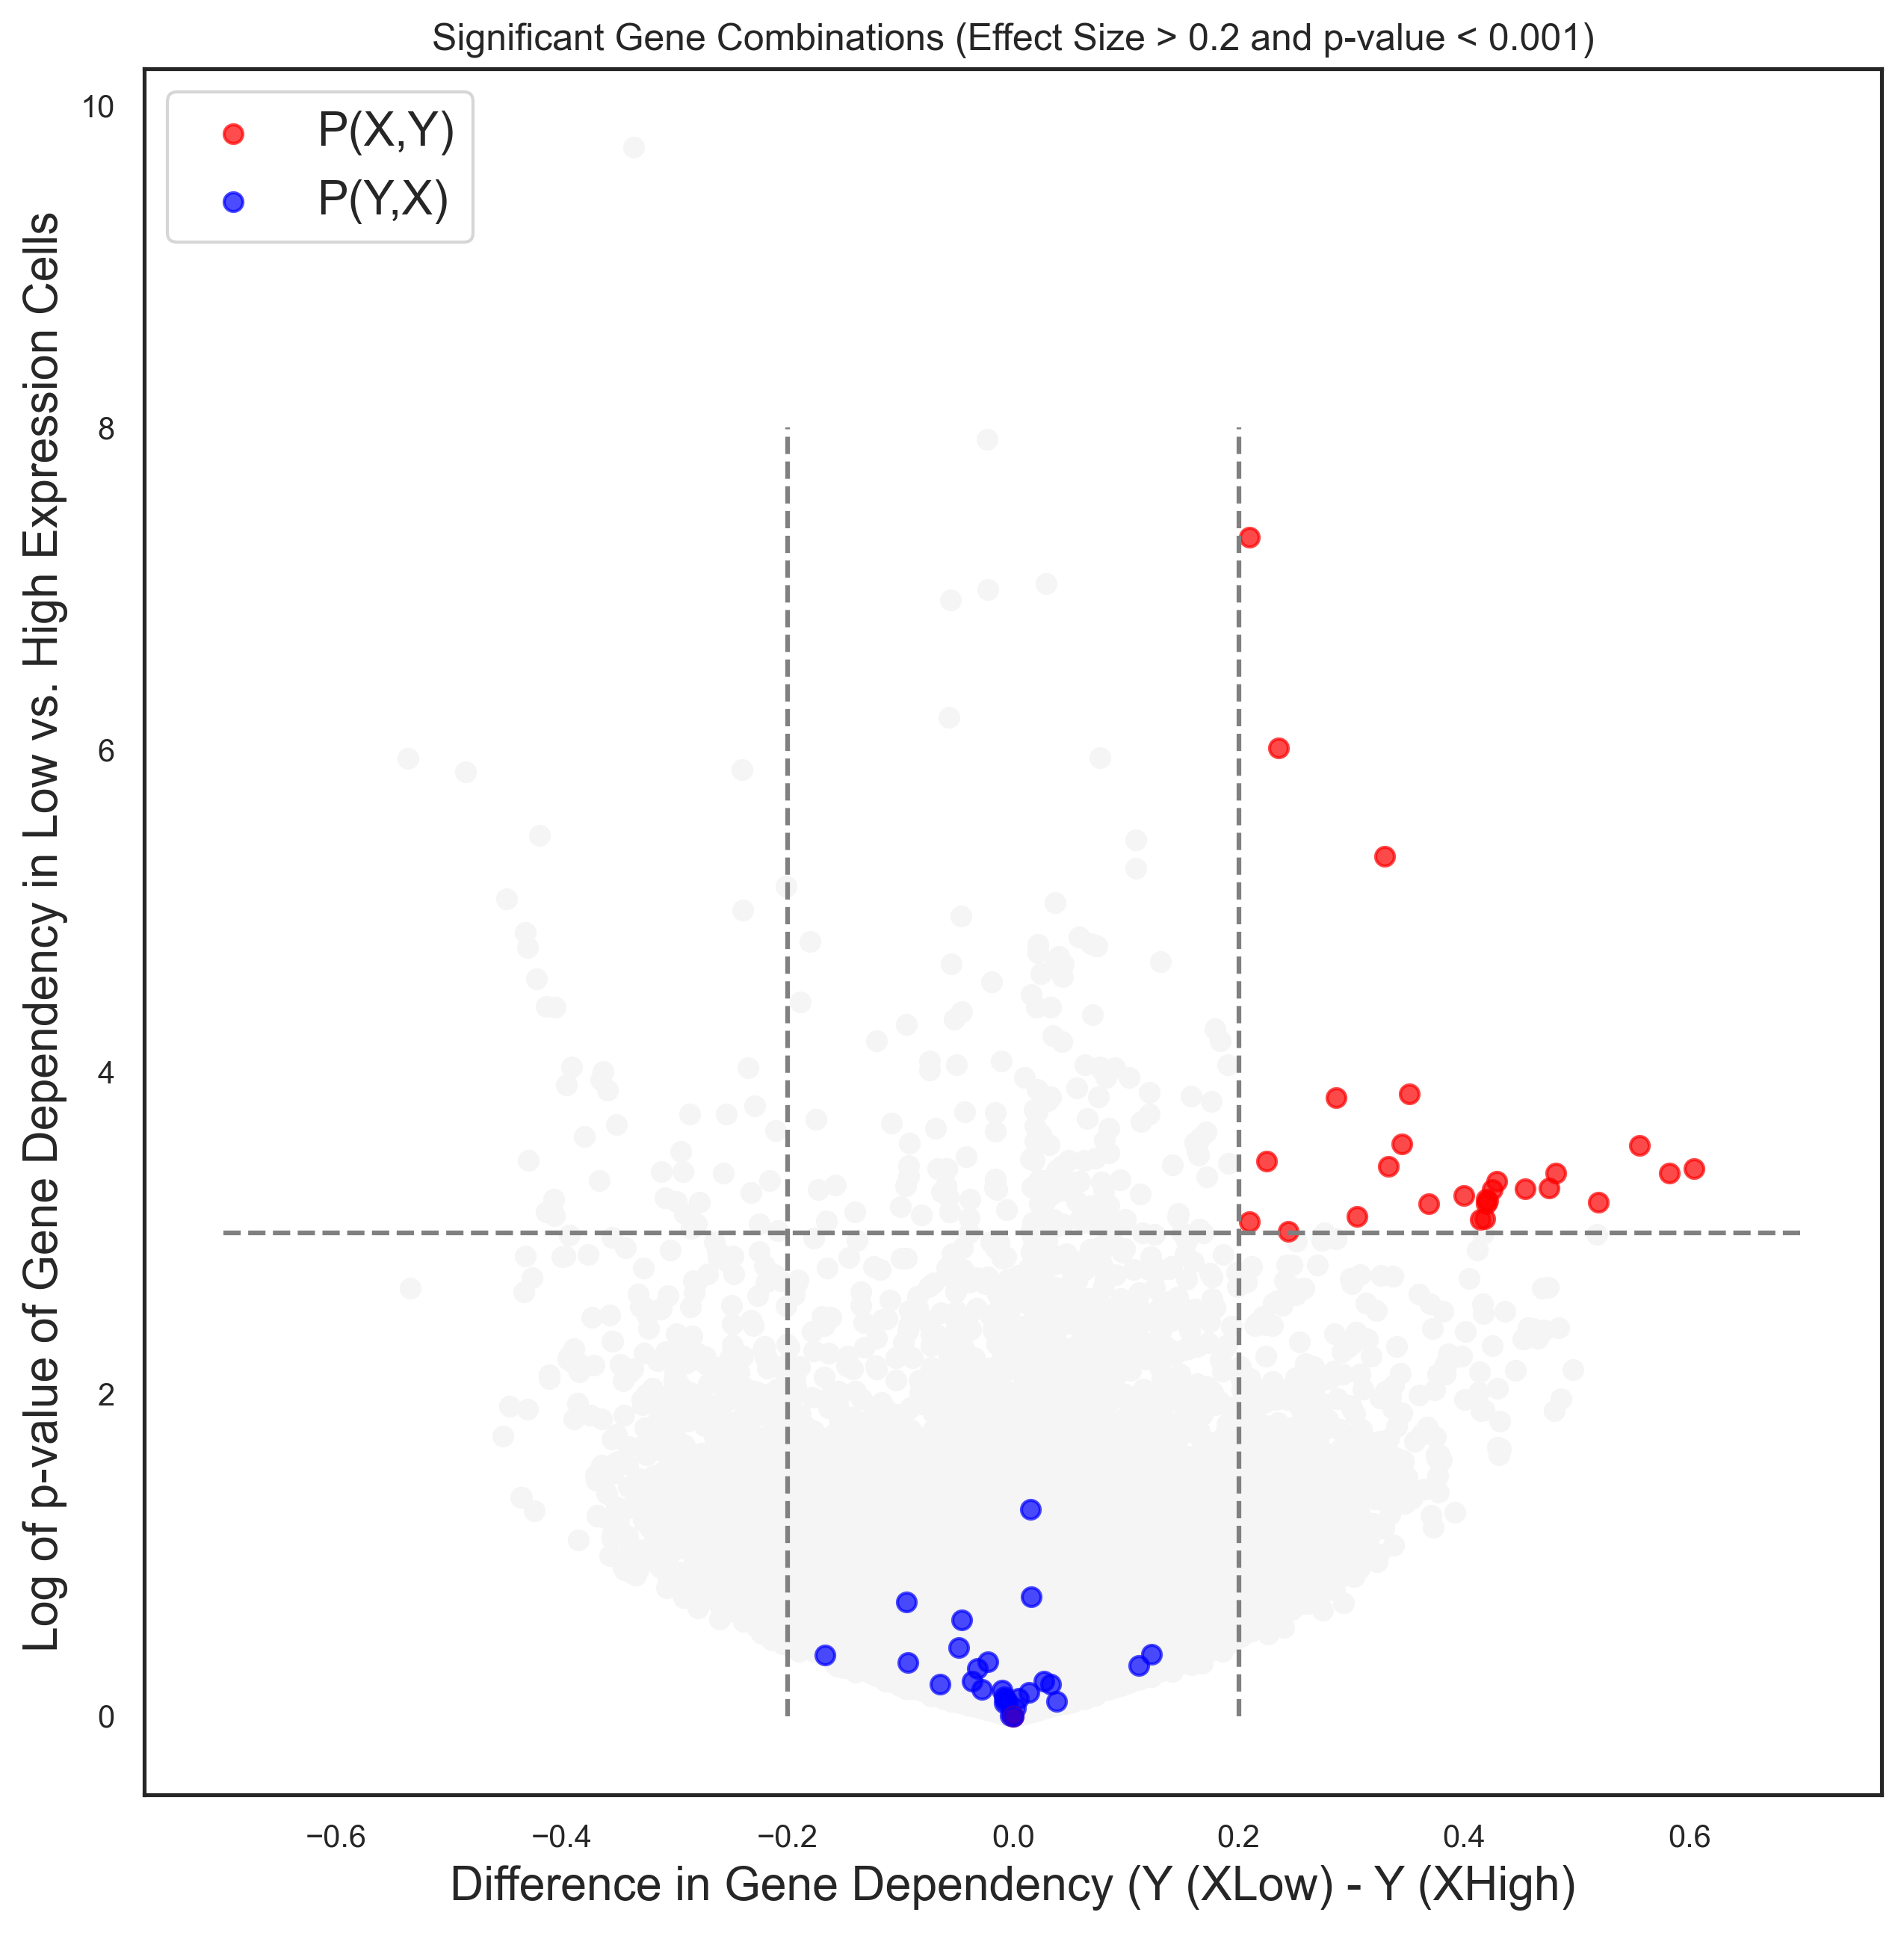 Significant Gene Combinations (Effect Size > 0.2 and p-value < 0.001)
P(X,Y)
P(Y,X)
Log of p-value of Gene Dependency in Low vs. High Expression Cells
10
8
6
4
2
0
−0.6 −0.4 −0.2 0.0 0.2 0.4 0.6
Difference in Gene Dependency (Y (XLow) - Y (XHigh)